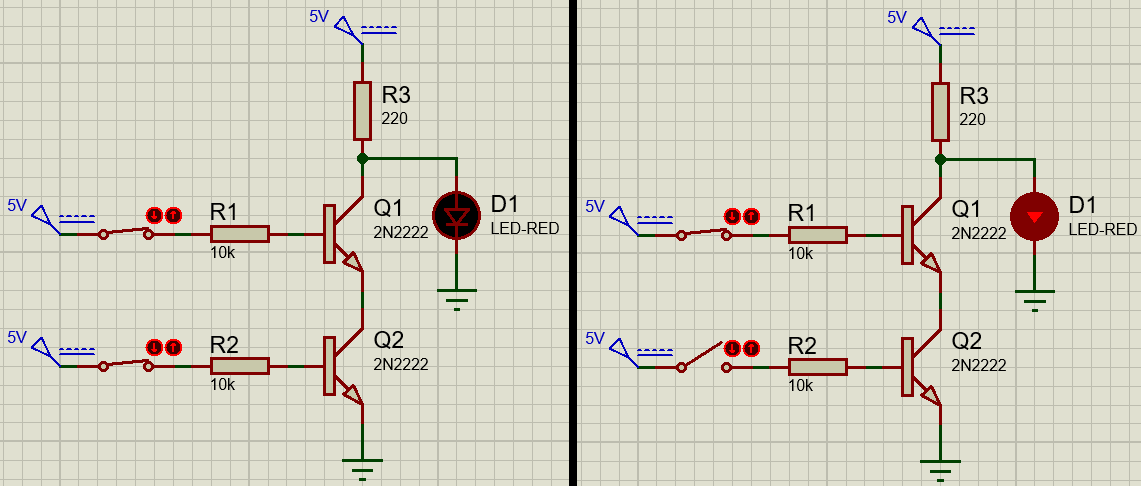 5V
R3
220
5V
R1
10k
Q1
2N2222
D1
LED-RED
5V
R2
10k
Q2
2N2222
5V
R3
220
5V
R1
10k
Q1
2N2222
D1
LED-RED
5V
R2
10k
Q2
2N2222